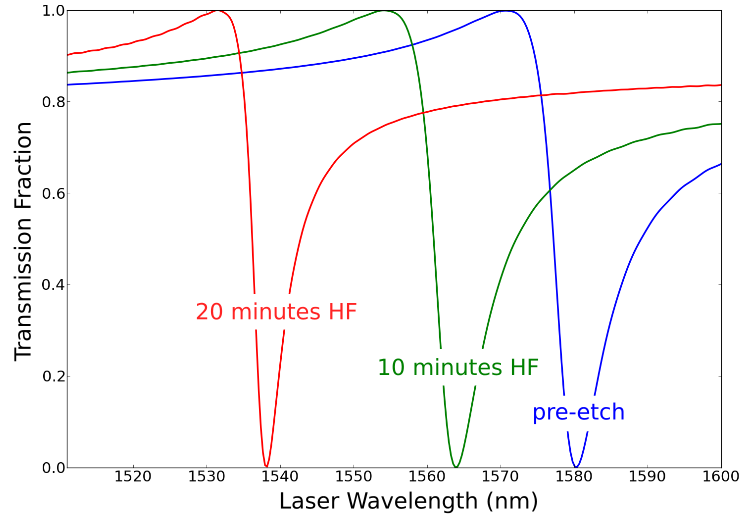 1.0
0.8
0.6
0.4
0.2
0.0
Transmission Fraction
20 minutes HF
10 minutes HF
pre-etch
1520 1530 1540 1550 1560 1570 1580 1590 1600
Laser Wavelength (nm)